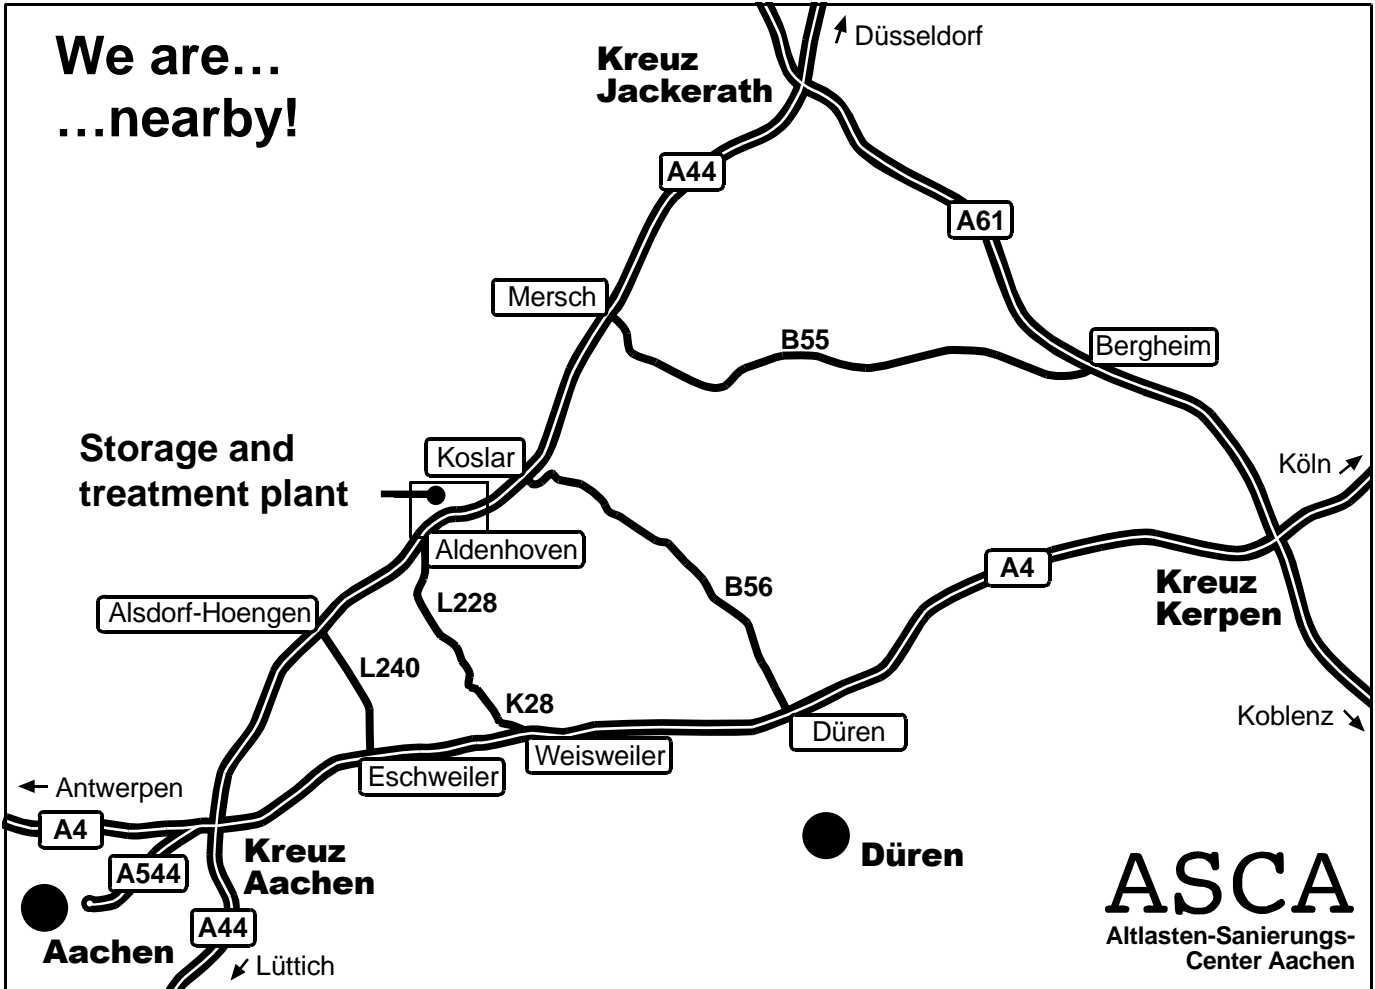 We are…
…nearby!
Düsseldorf
Kreuz
Jackerath
A44
A61
Mersch
B55
Bergheim
Storage and
treatment plant
Koslar
Köln
Aldenhoven
A4
B56
Kreuz
Kerpen
L228
Alsdorf-Hoengen
L240
K28
Koblenz
Düren
Weisweiler
Eschweiler
Antwerpen
A4
Kreuz
Aachen
A544
Düren
A44
Aachen
Lüttich
ASCA
Altlasten-Sanierungs-
Center Aachen